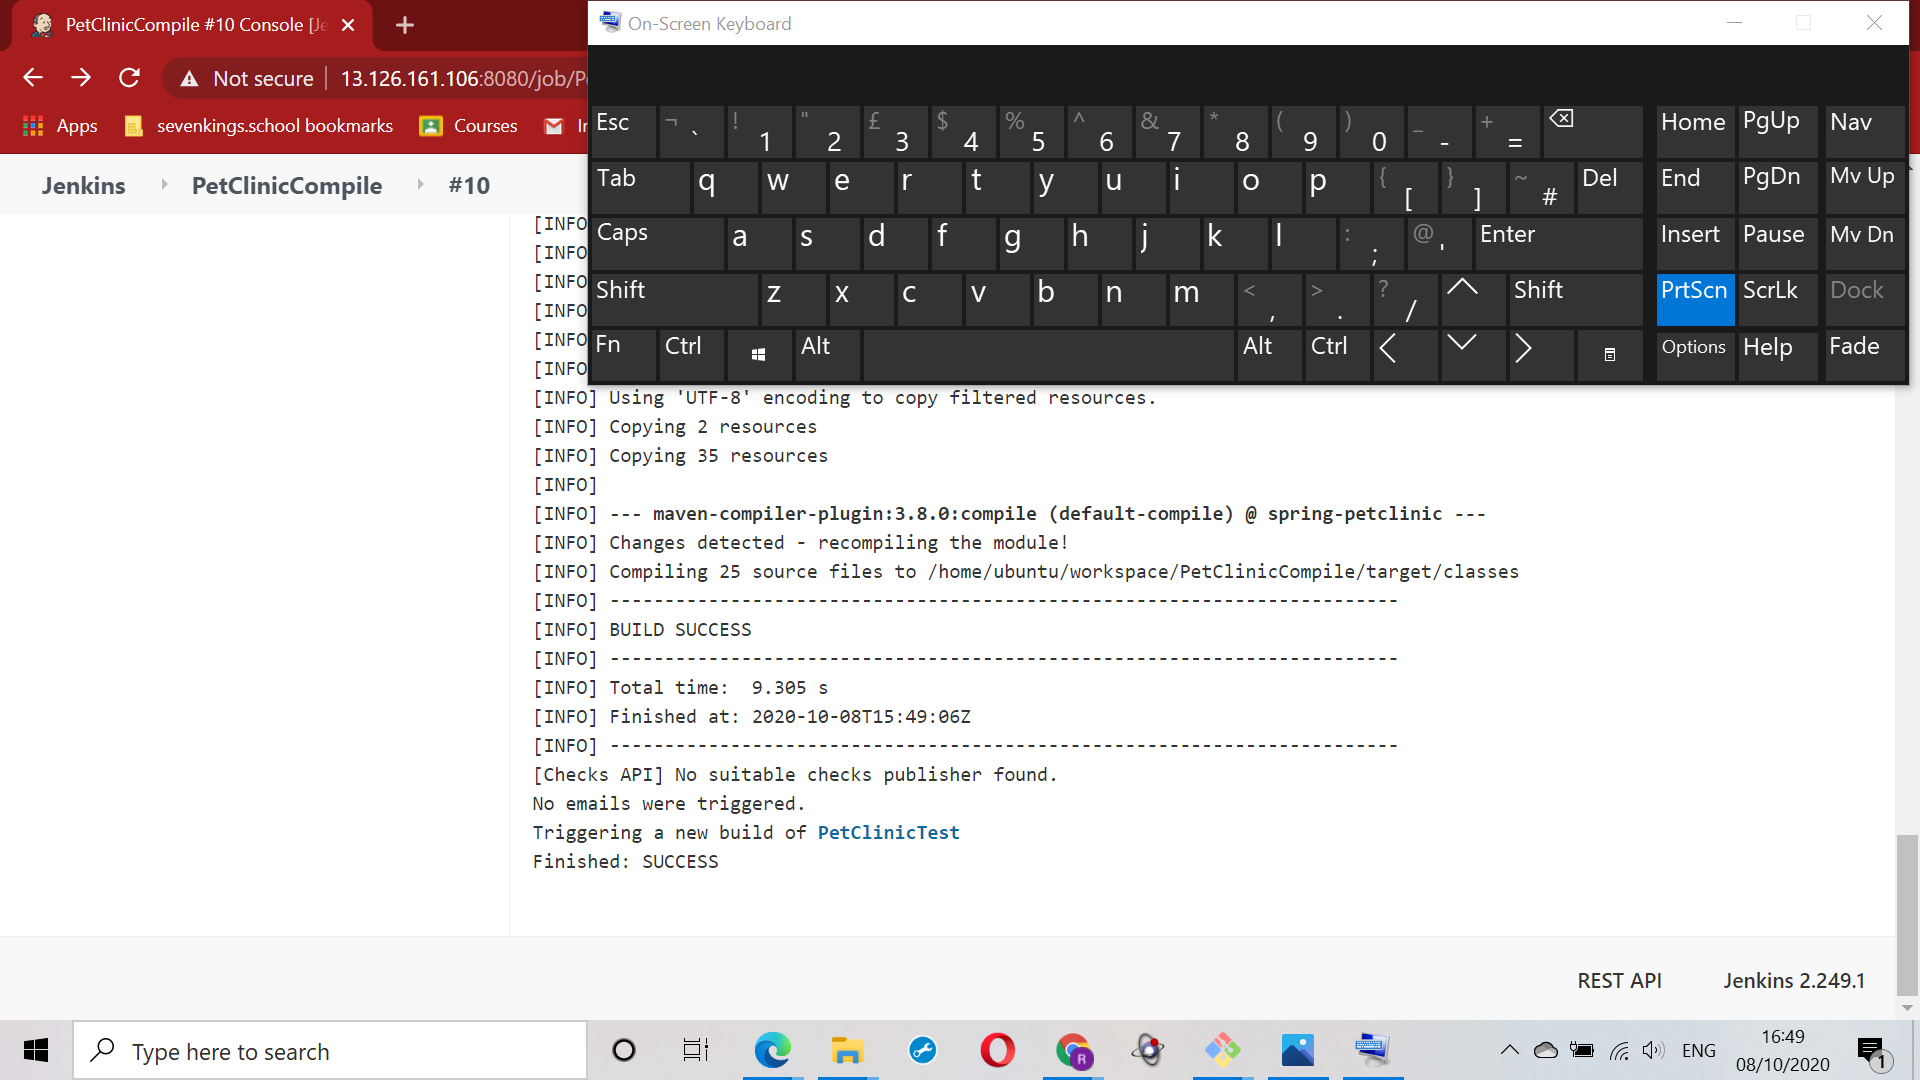 PetClinicCompile #10 Console [Je
Not secure | 13.126.161.106:8080/job/Pe
Apps sevenkings.school bookmarks Courses
Jenkins PetClinicCompile #10
On-Screen Keyboard
Esc ¬ ` ! 1 " 2 £ 3 $ 4 % 5 ^ 6 & 7 * 8 ( 9 ) 0 _ - + = Home PgUp Nav
Tab q w e r t y u i o p { [ } ] ~ # Del End PgDn Mv Up
Caps a s d f g h j k l : ; @ ' Enter Insert Pause Mv Dn
Shift z x c v b n m < , > . ? / Shift PrtScn ScrLk Dock
Fn Ctrl Alt Alt Ctrl Options Help Fade
[INFO
[INFO
[INFO
[INFO
[INFO
[INFO
[INFO] Using 'UTF-8' encoding to copy filtered resources.
[INFO] Copying 2 resources
[INFO] Copying 35 resources
[INFO]
[INFO] --- maven-compiler-plugin:3.8.0:compile (default-compile) @ spring-petclinic ---
[INFO] Changes detected - recompiling the module!
[INFO] Compiling 25 source files to /home/ubuntu/workspace/PetClinicCompile/target/classes
[INFO] ------------------------------------------------------------------------
[INFO] BUILD SUCCESS
[INFO] ------------------------------------------------------------------------
[INFO] Total time:  9.305 s
[INFO] Finished at: 2020-10-08T15:49:06Z
[INFO] ------------------------------------------------------------------------
[Checks API] No suitable checks publisher found.
No emails were triggered.
Triggering a new build of PetClinicTest
Finished: SUCCESS
REST API Jenkins 2.249.1
Type here to search
R
ENG
16:49
08/10/2020
1